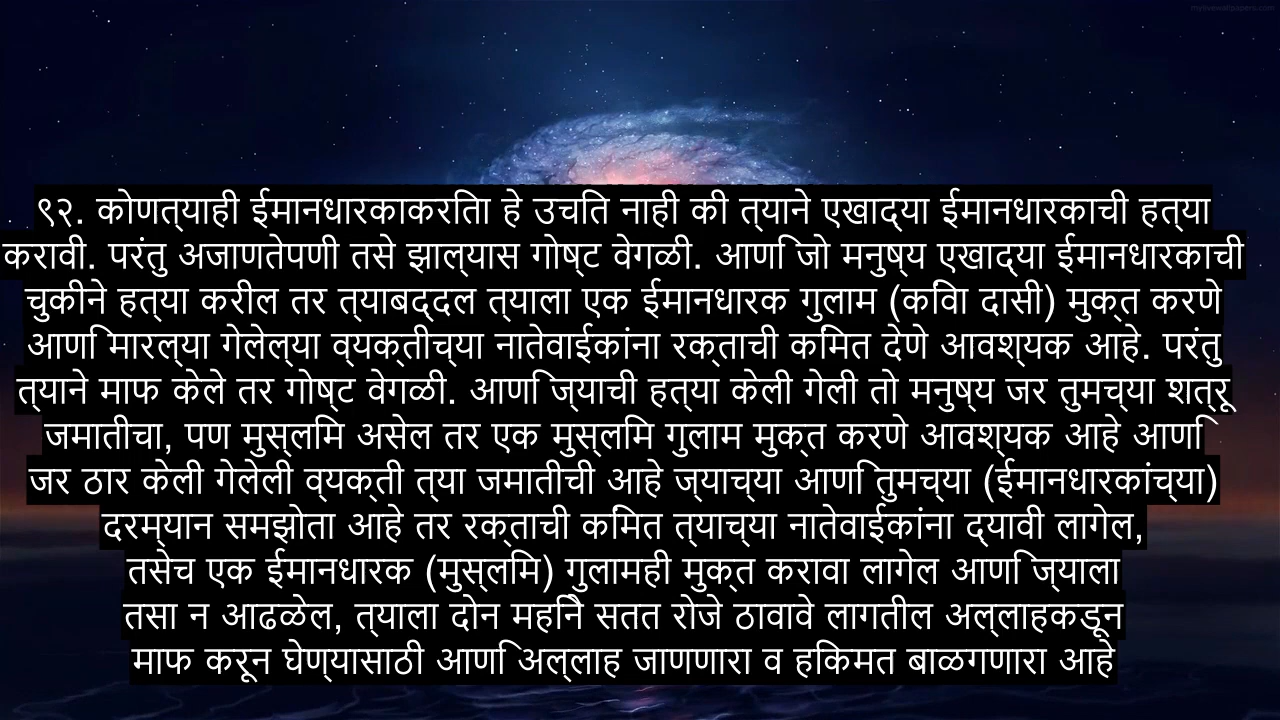 ९२. कोणत्याही ईमानधारकाकरिता हे उचित नाही की त्याने एखाद्या ईमानधारकाची हत्या
करावी. परंतु अजाणतेपणी तसे झाल्यास गोष्ट वेगळी. आणि जो मनुष्य एखाद्या ईमानधारकाची
चुकीने हत्या करील तर त्याबद्दल त्याला एक ईमानधारक गुलाम (किंवा दासी) मुक्त करणे
आणि मारल्या गेलेल्या व्यक्तीच्या नातेवाईकांना रक्ताची किंमत देणे आवश्यक आहे. परंतु
त्याने माफ केले तर गोष्ट वेगळी. आणि ज्याची हत्या केली गेली तो मनुष्य जर तुमच्या शत्रू
जमातीचा, पण मुस्लिम असेल तर एक मुस्लिम गुलाम मुक्त करणे आवश्यक आहे आणि
जर ठार केली गेलेली व्यक्ती त्या जमातीची आहे ज्याच्या आणि तुमच्या (ईमानधारकांच्या)
दरम्यान समझोता आहे तर रक्ताची किंमत त्याच्या नातेवाईकांना द्यावी लागेल,
तसेच एक ईमानधारक (मुस्लिम) गुलामही मुक्त करावा लागेल आणि ज्याला
तसा न आढळेल, त्याला दोन महिने सतत रोजे ठावावे लागतील अल्लाहकडून
माफ करून घेण्यासाठी आणि अल्लाह जाणणारा व हिकमत बाळगणारा आहे